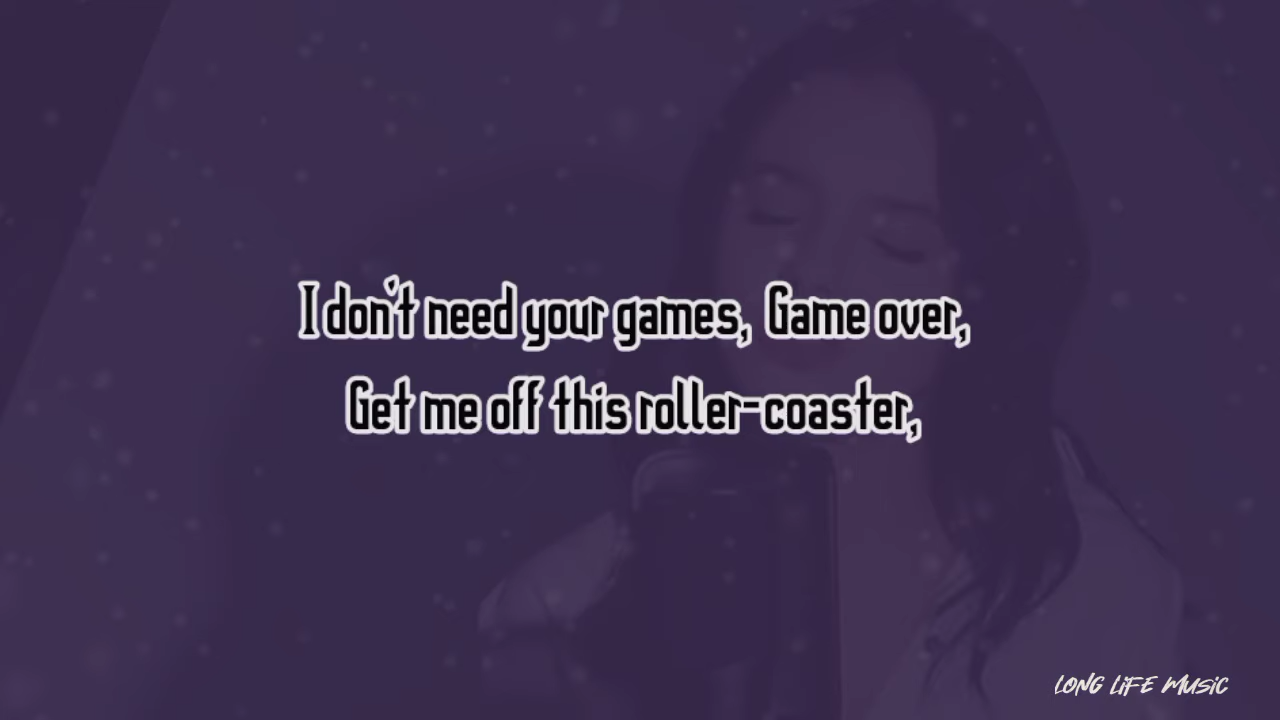 I don't need your games, Game over,
Get me off this roller-coaster,
LONG LIFE MUSIC